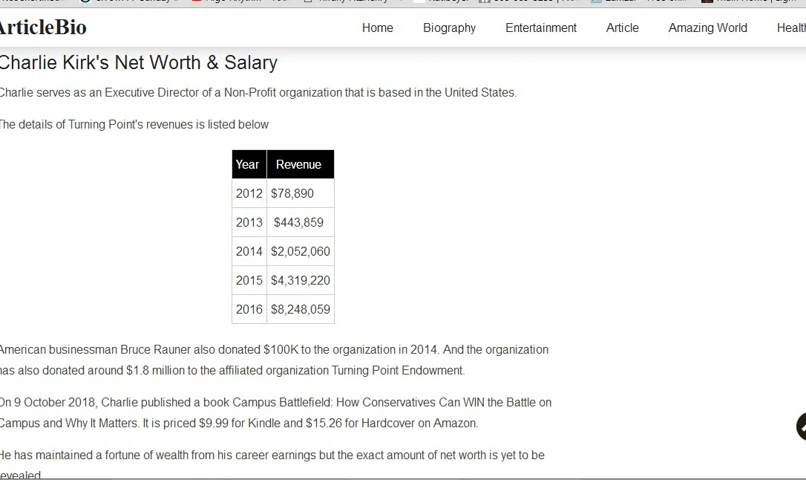 ArticleBio
Home Biography Entertainment Article Amazing World Healt
Charlie Kirk's Net Worth & Salary
Charlie serves as an Executive Director of a Non-Profit organization that is based in the United States.
The details of Turning Point's revenues is listed below
Year Revenue
2012 $78,890
2013 $443,859
2014 $2,052,060
2015 $4,319,220
2016 $8,248,059
American businessman Bruce Rauner also donated $100K to the organization in 2014. And the organization
has also donated around $1.8 million to the affiliated organization Turning Point Endowment.
On 9 October 2018, Charlie published a book Campus Battlefield: How Conservatives Can WIN the Battle on
Campus and Why It Matters. It is priced $9.99 for Kindle and $15.26 for Hardcover on Amazon.
He has maintained a fortune of wealth from his career earnings but the exact amount of net worth is yet to be
revealed